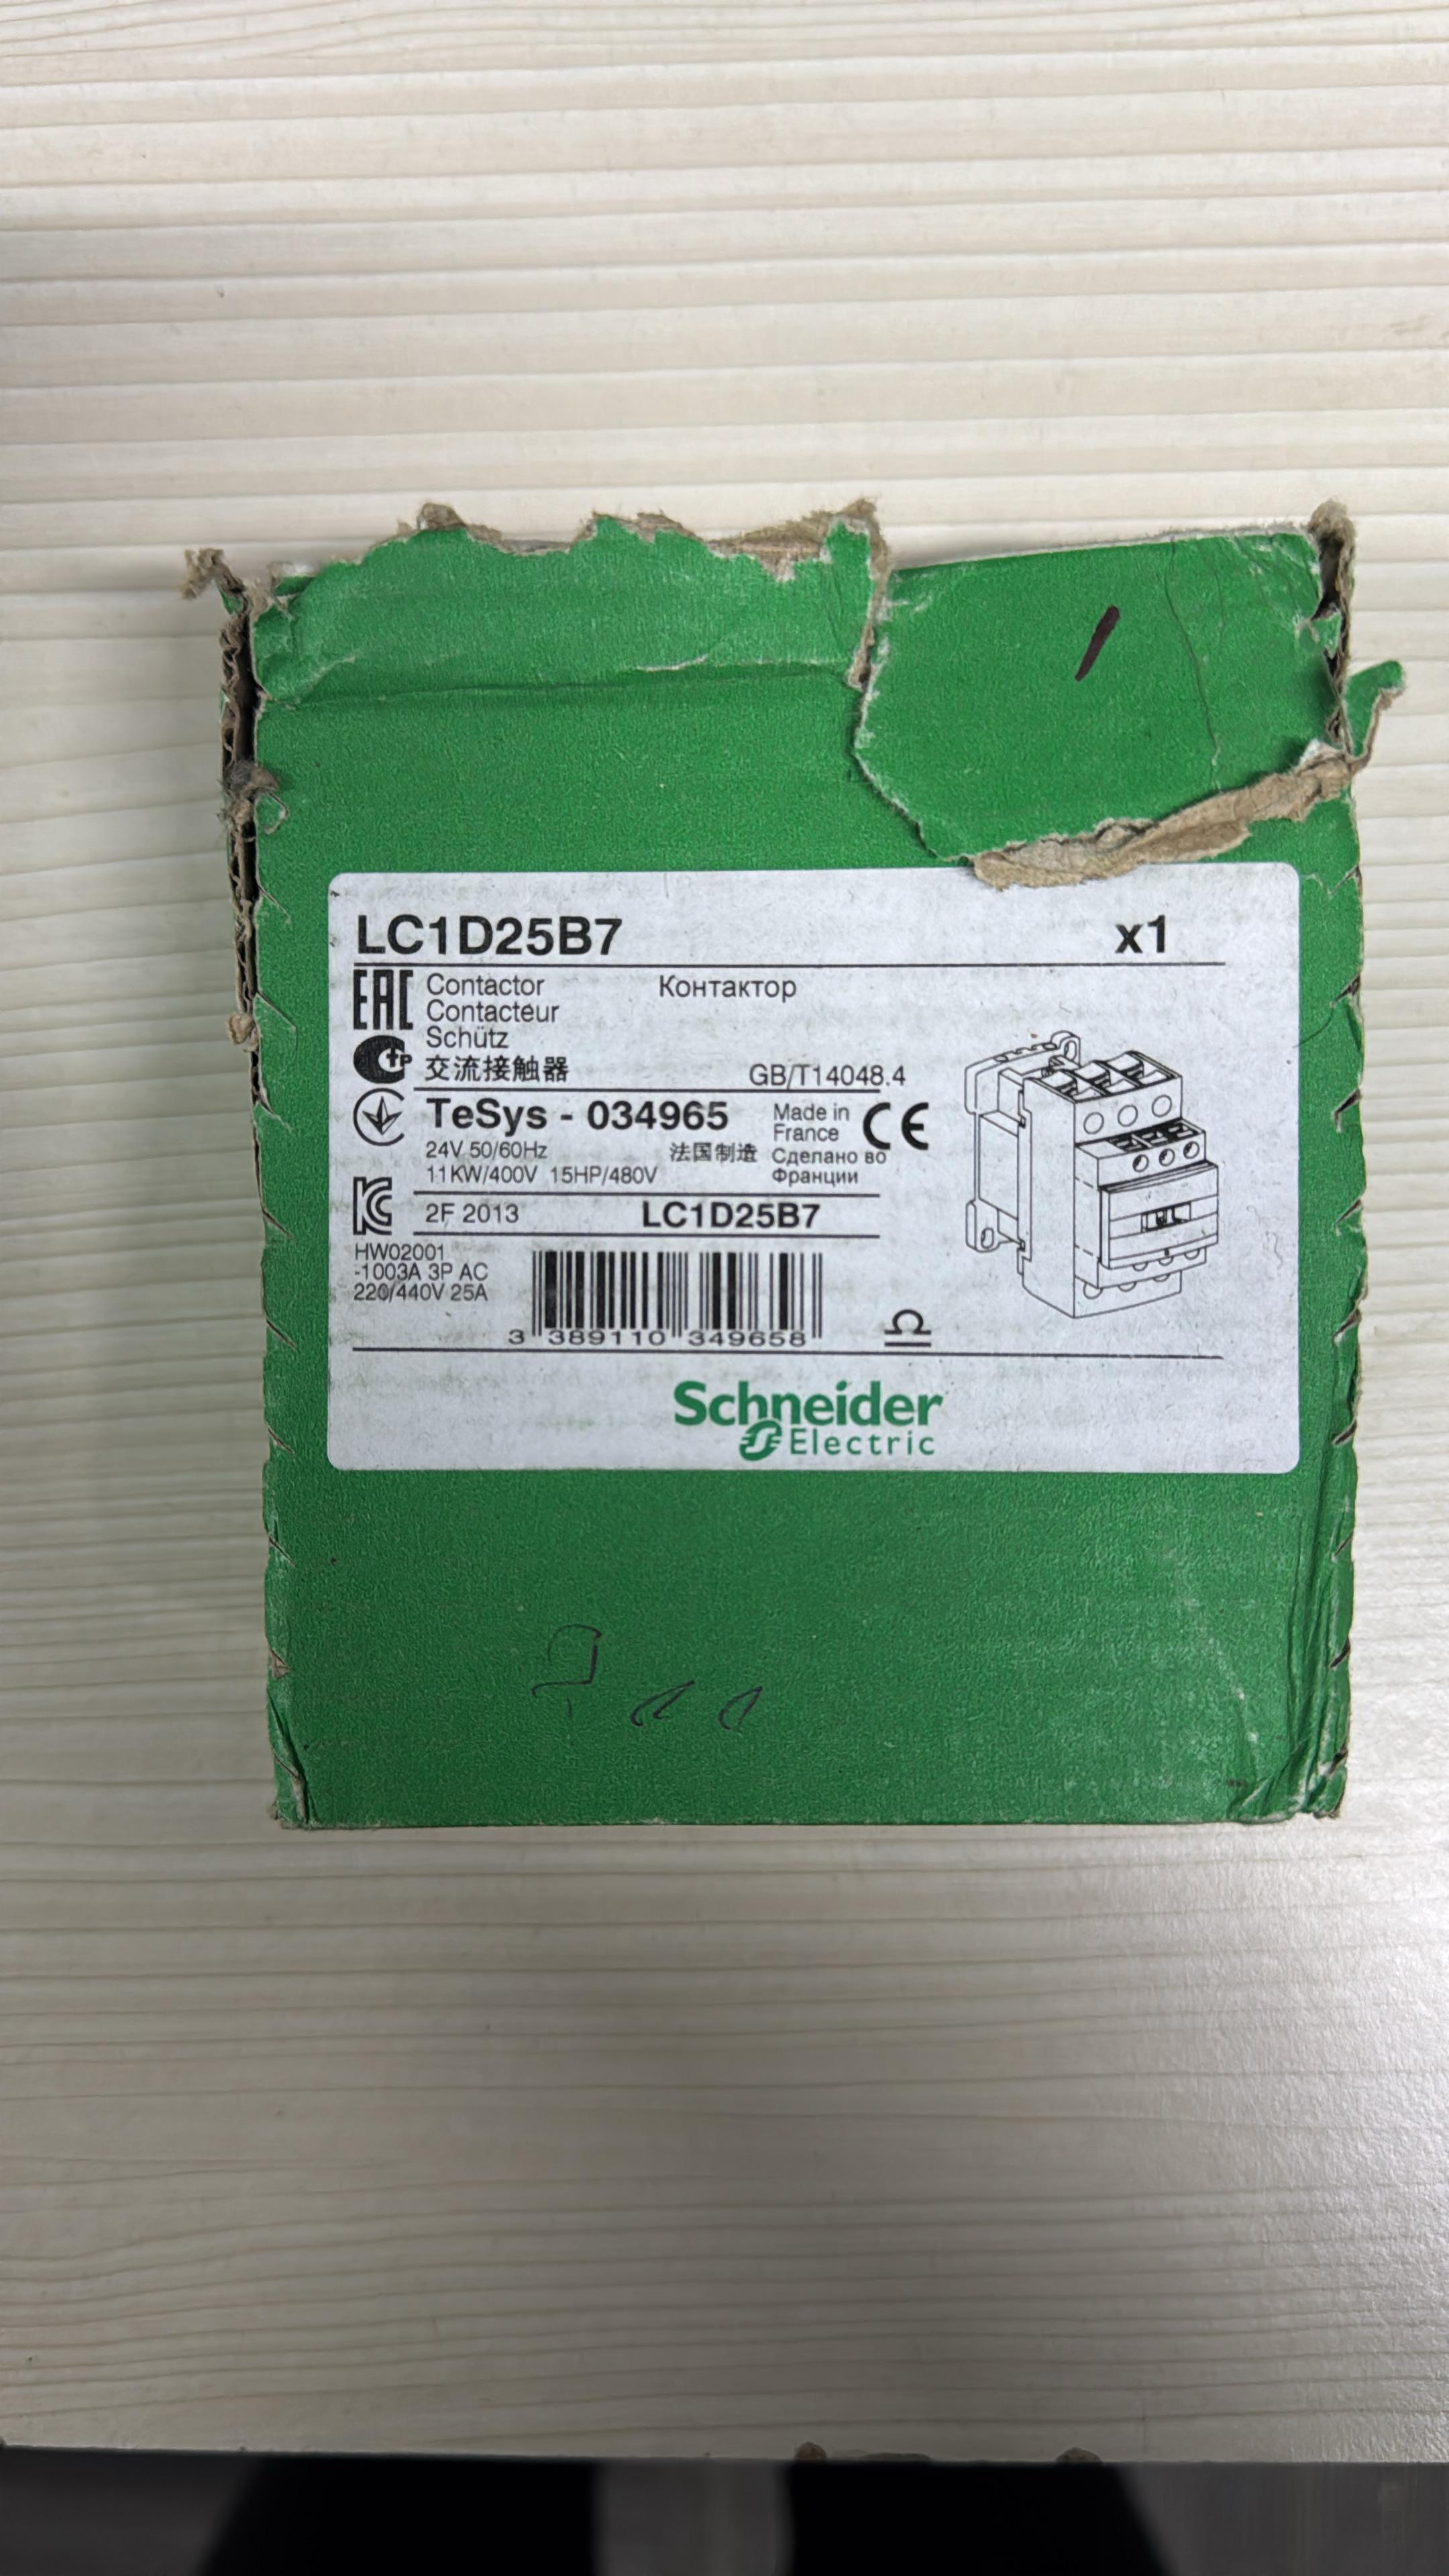 LC1D25B7 x1
EAC Contactor Контактор
Contacteur
Schütz
交流接触器 GB/T14048.4
TeSys - 034965 Made in France CE
24V 50/60Hz 法国制造 Сделано во Франции
11KW/400V 15HP/480V
2F 2013 LC1D25B7
HW02001
-1003A 3P AC
220/440V 25A
3 389110 349658
Schneider
Electric